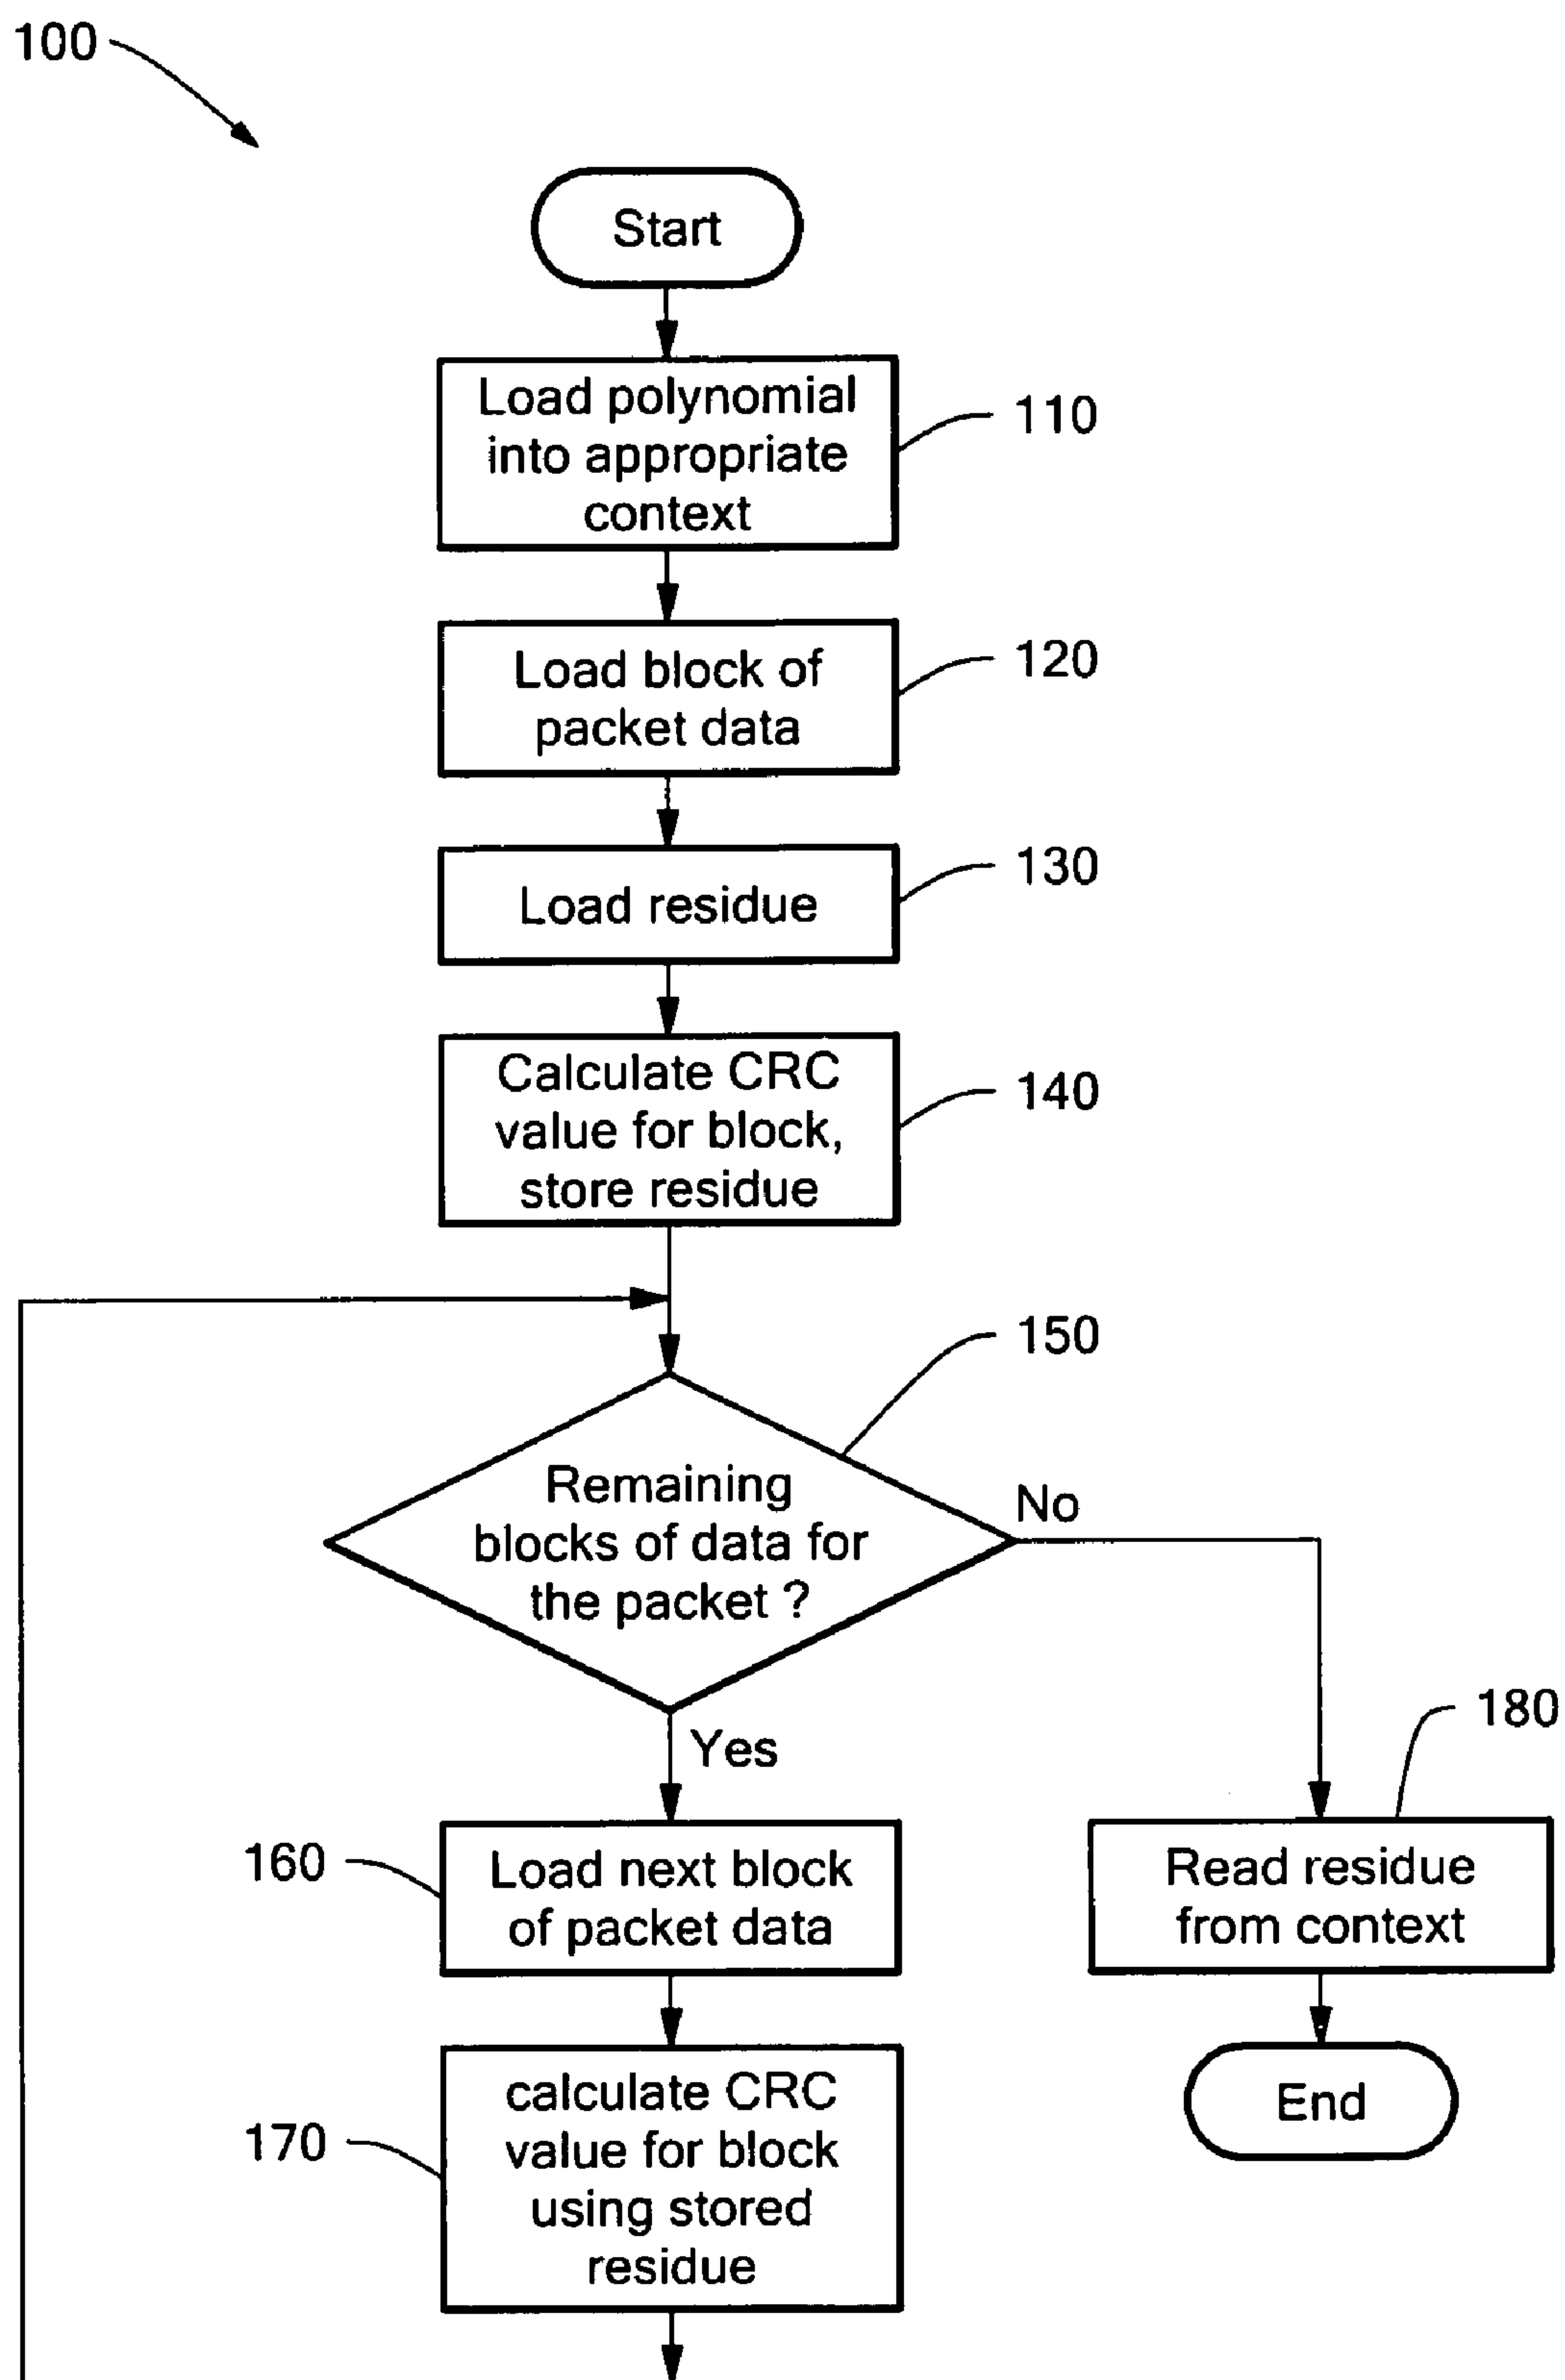 100
Start
Load polynomial
into appropriate
context
110
Load block of
packet data
120
Load residue
130
Calculate CRC
value for block,
store residue
140
150
Remaining
blocks of data for
the packet ?
No
Yes
180
160
Load next block
of packet data
Read residue
from context
170
calculate CRC
value for block
using stored
residue
End